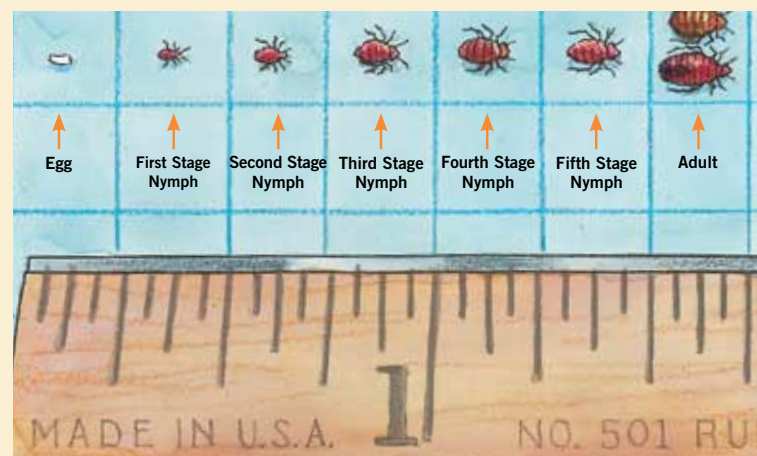 Egg
First Stage
Nymph
Second Stage
Nymph
Third Stage
Nymph
Fourth Stage
Nymph
Fifth Stage
Nymph
Adult
1
MADE IN U.S.A.
NO. 501 RU